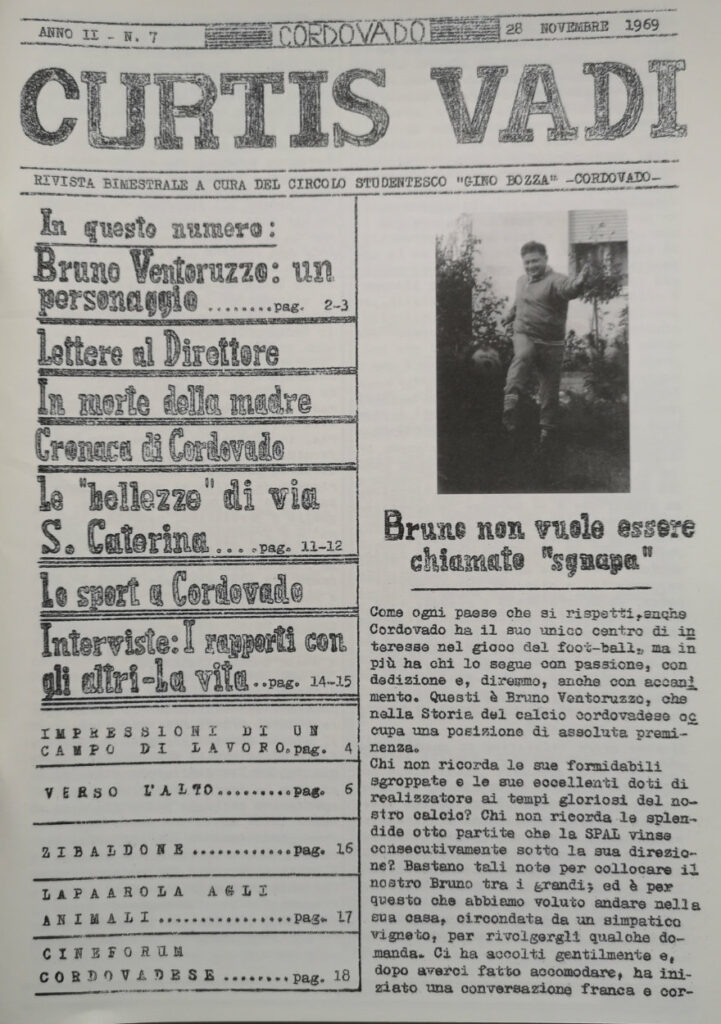 ANNO II - N. 7
CORDOVADO
28 NOVEMBRE 1969
CURTIS VADI
RIVISTA BIMESTRALE A CURA DEL CIRCOLO STUDENTESCO "GINO BOZZA" -CORDOVADO-
In questo numero:
Bruno Ventoruzzo: un
personaggio ........pag. 2-3
Lettere al Direttore
In morte della madre
Cronaca di Cordovado
Le "bellezze" di via
S. Caterina....pag. 11-12
Lo sport a Cordovado
Interviste: I rapporti con
gli altri-La vita..pag. 14-15
IMPRESSIONI DI UN
CAMPO DI LAVORO.pag. 4
VERSO L'ALTO.........pag. 6
ZIBALDONE ............pag. 16
LAPAAROLA AGLI
ANIMALI ...............pag. 17
CINEFORUM
CORDOVADESE ........pag. 18
Bruno non vuole essere
chiamato "sgnapa"
Come ogni paese che si rispetti,anche
Cordovado ha il suo unico centro di in
teresse nel gioco del foot-ball, ma in
più ha chi lo segue con passione, con
dedizione e, diremmo, anche con accani
mento. Questi è Bruno Ventoruzzo, che
nella Storia del calcio cordovadese oc
cupa una posizione di assoluta premi-
nenza.
Chi non ricorda le sue formidabili
sgroppate e le sue eccellenti doti di
realizzatore ai tempi gloriosi del no-
stro calcio? Chi non ricorda le splen-
dide otto partite che la SPAL vinse
consecutivamente sotto la sua direzio-
ne? Bastano tali note per collocare il
nostro Bruno tra i grandi; ed è per
questo che abbiamo voluto andare nella
sua casa, circondata da un simpatico
vigneto, per rivolgergli qualche do-
manda. Ci ha accolti gentilmente e,
dopo averci fatto accomodare, ha ini-
ziato una conversazione franca e cor-